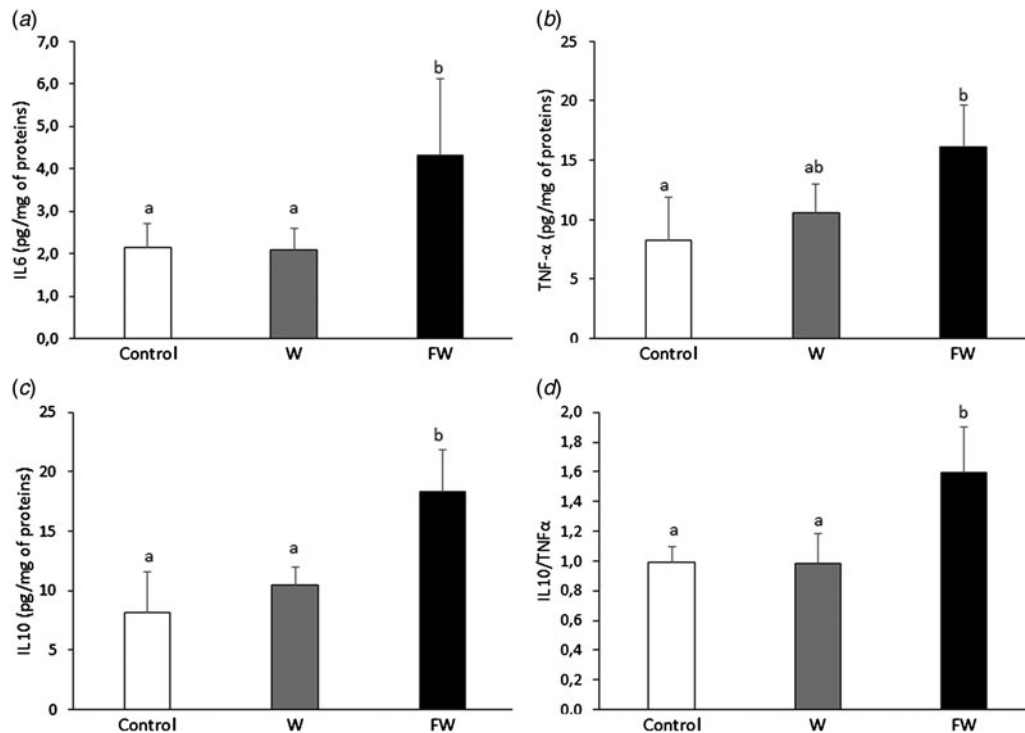 (a)
IL6 (pg/mg of proteins)
7,0
6,0
5,0
4,0
3,0
2,0
1,0
0,0
a
a
b
Control W FW
(b)
TNF-α (pg/mg of proteins)
25
20
15
10
5
0
a
ab
b
Control W FW
(c)
IL10 (pg/mg of proteins)
25
20
15
10
5
0
a
a
b
Control W FW
(d)
IL10/TNFα
2,0
1,8
1,6
1,4
1,2
1,0
0,8
0,6
0,4
0,2
0,0
a
a
b
Control W FW